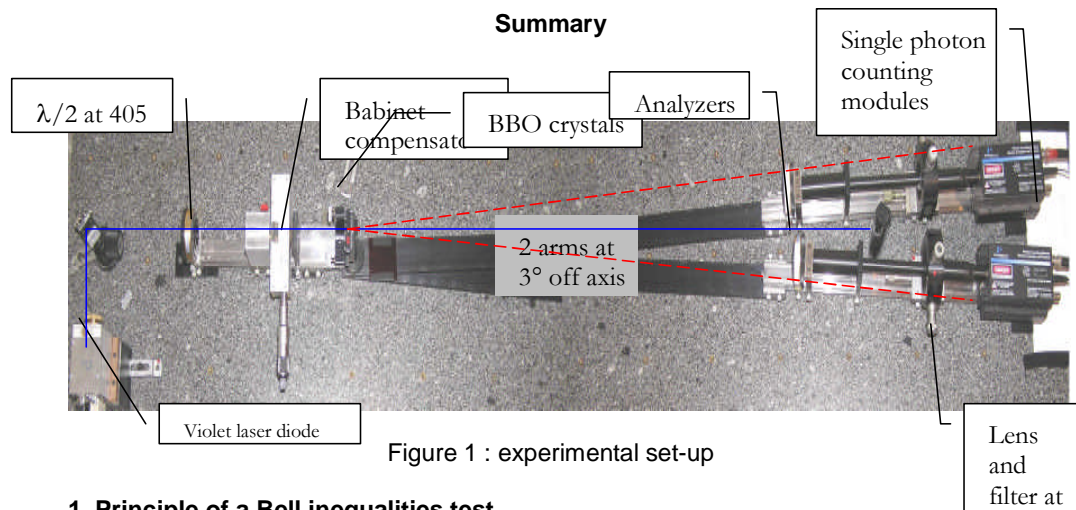 Summary
Single photon
counting
modules
λ/2 at 405
Babinet
compensato
BBO crystals
Analyzers
2 arms at
3° off axis
Violet laser diode
Lens
and
filter at
Figure 1 : experimental set-up
1. Principle of a Bell inequalities test